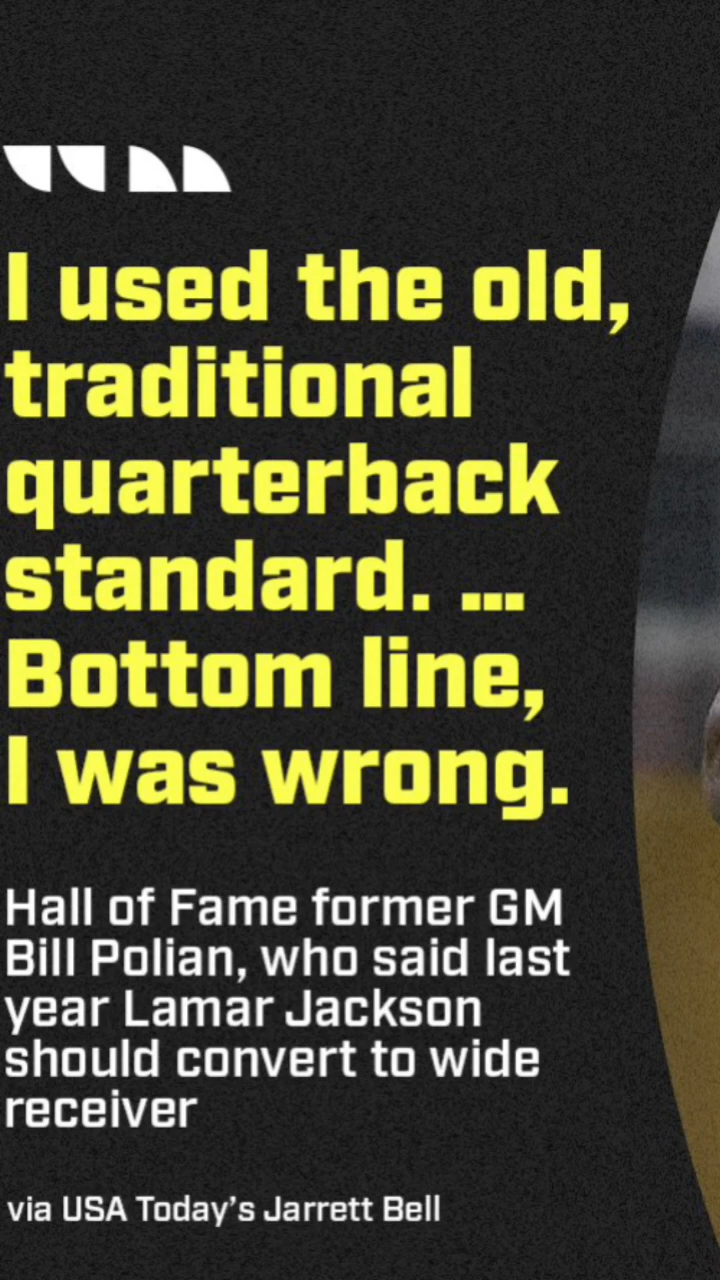 I used the old,
traditional
quarterback
standard. ...
Bottom line,
I was wrong.
Hall of Fame former GM
Bill Polian, who said last
year Lamar Jackson
should convert to wide
receiver
via USA Today’s Jarrett Bell